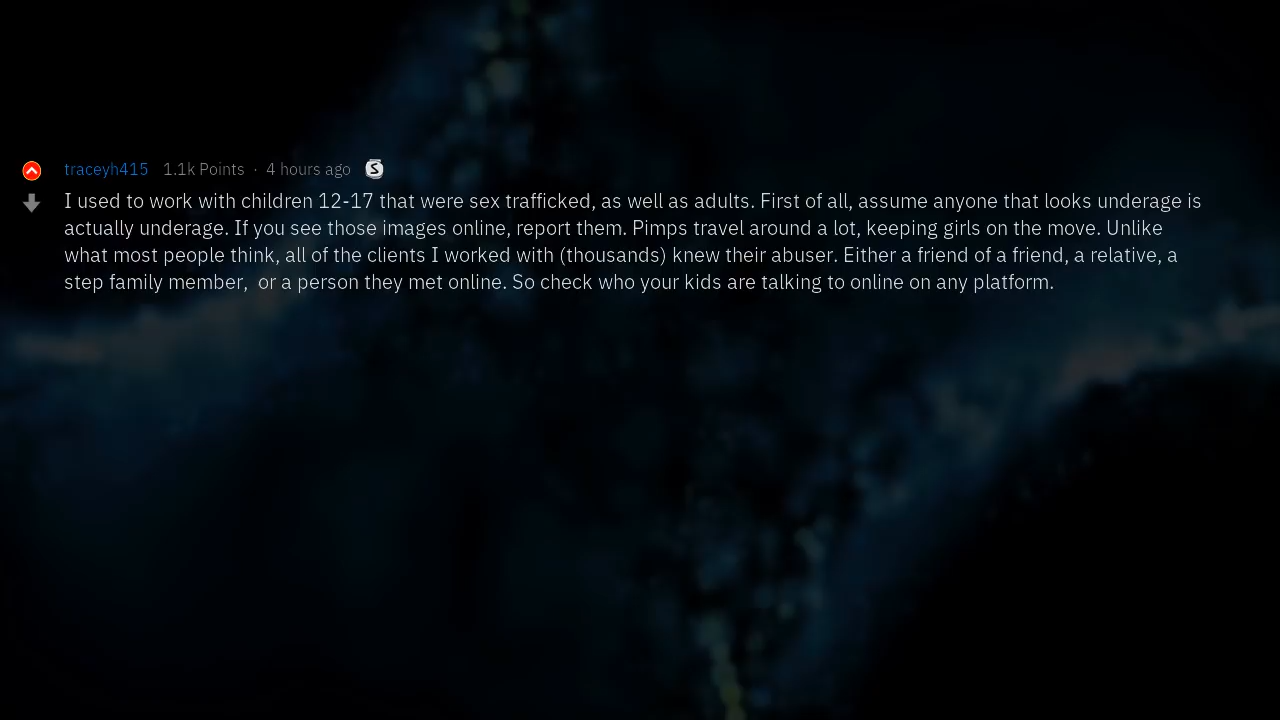 traceyh415 1.1k Points · 4 hours ago S
I used to work with children 12-17 that were sex trafficked, as well as adults. First of all, assume anyone that looks underage is
actually underage. If you see those images online, report them. Pimps travel around a lot, keeping girls on the move. Unlike
what most people think, all of the clients I worked with (thousands) knew their abuser. Either a friend of a friend, a relative, a
step family member,  or a person they met online. So check who your kids are talking to online on any platform.